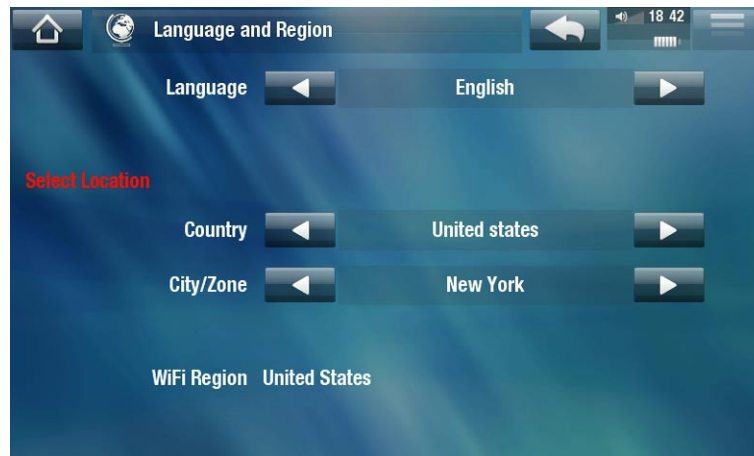 Language and Region
18 42
Language English
Select Location
Country United states
City/Zone New York
WiFi Region United States